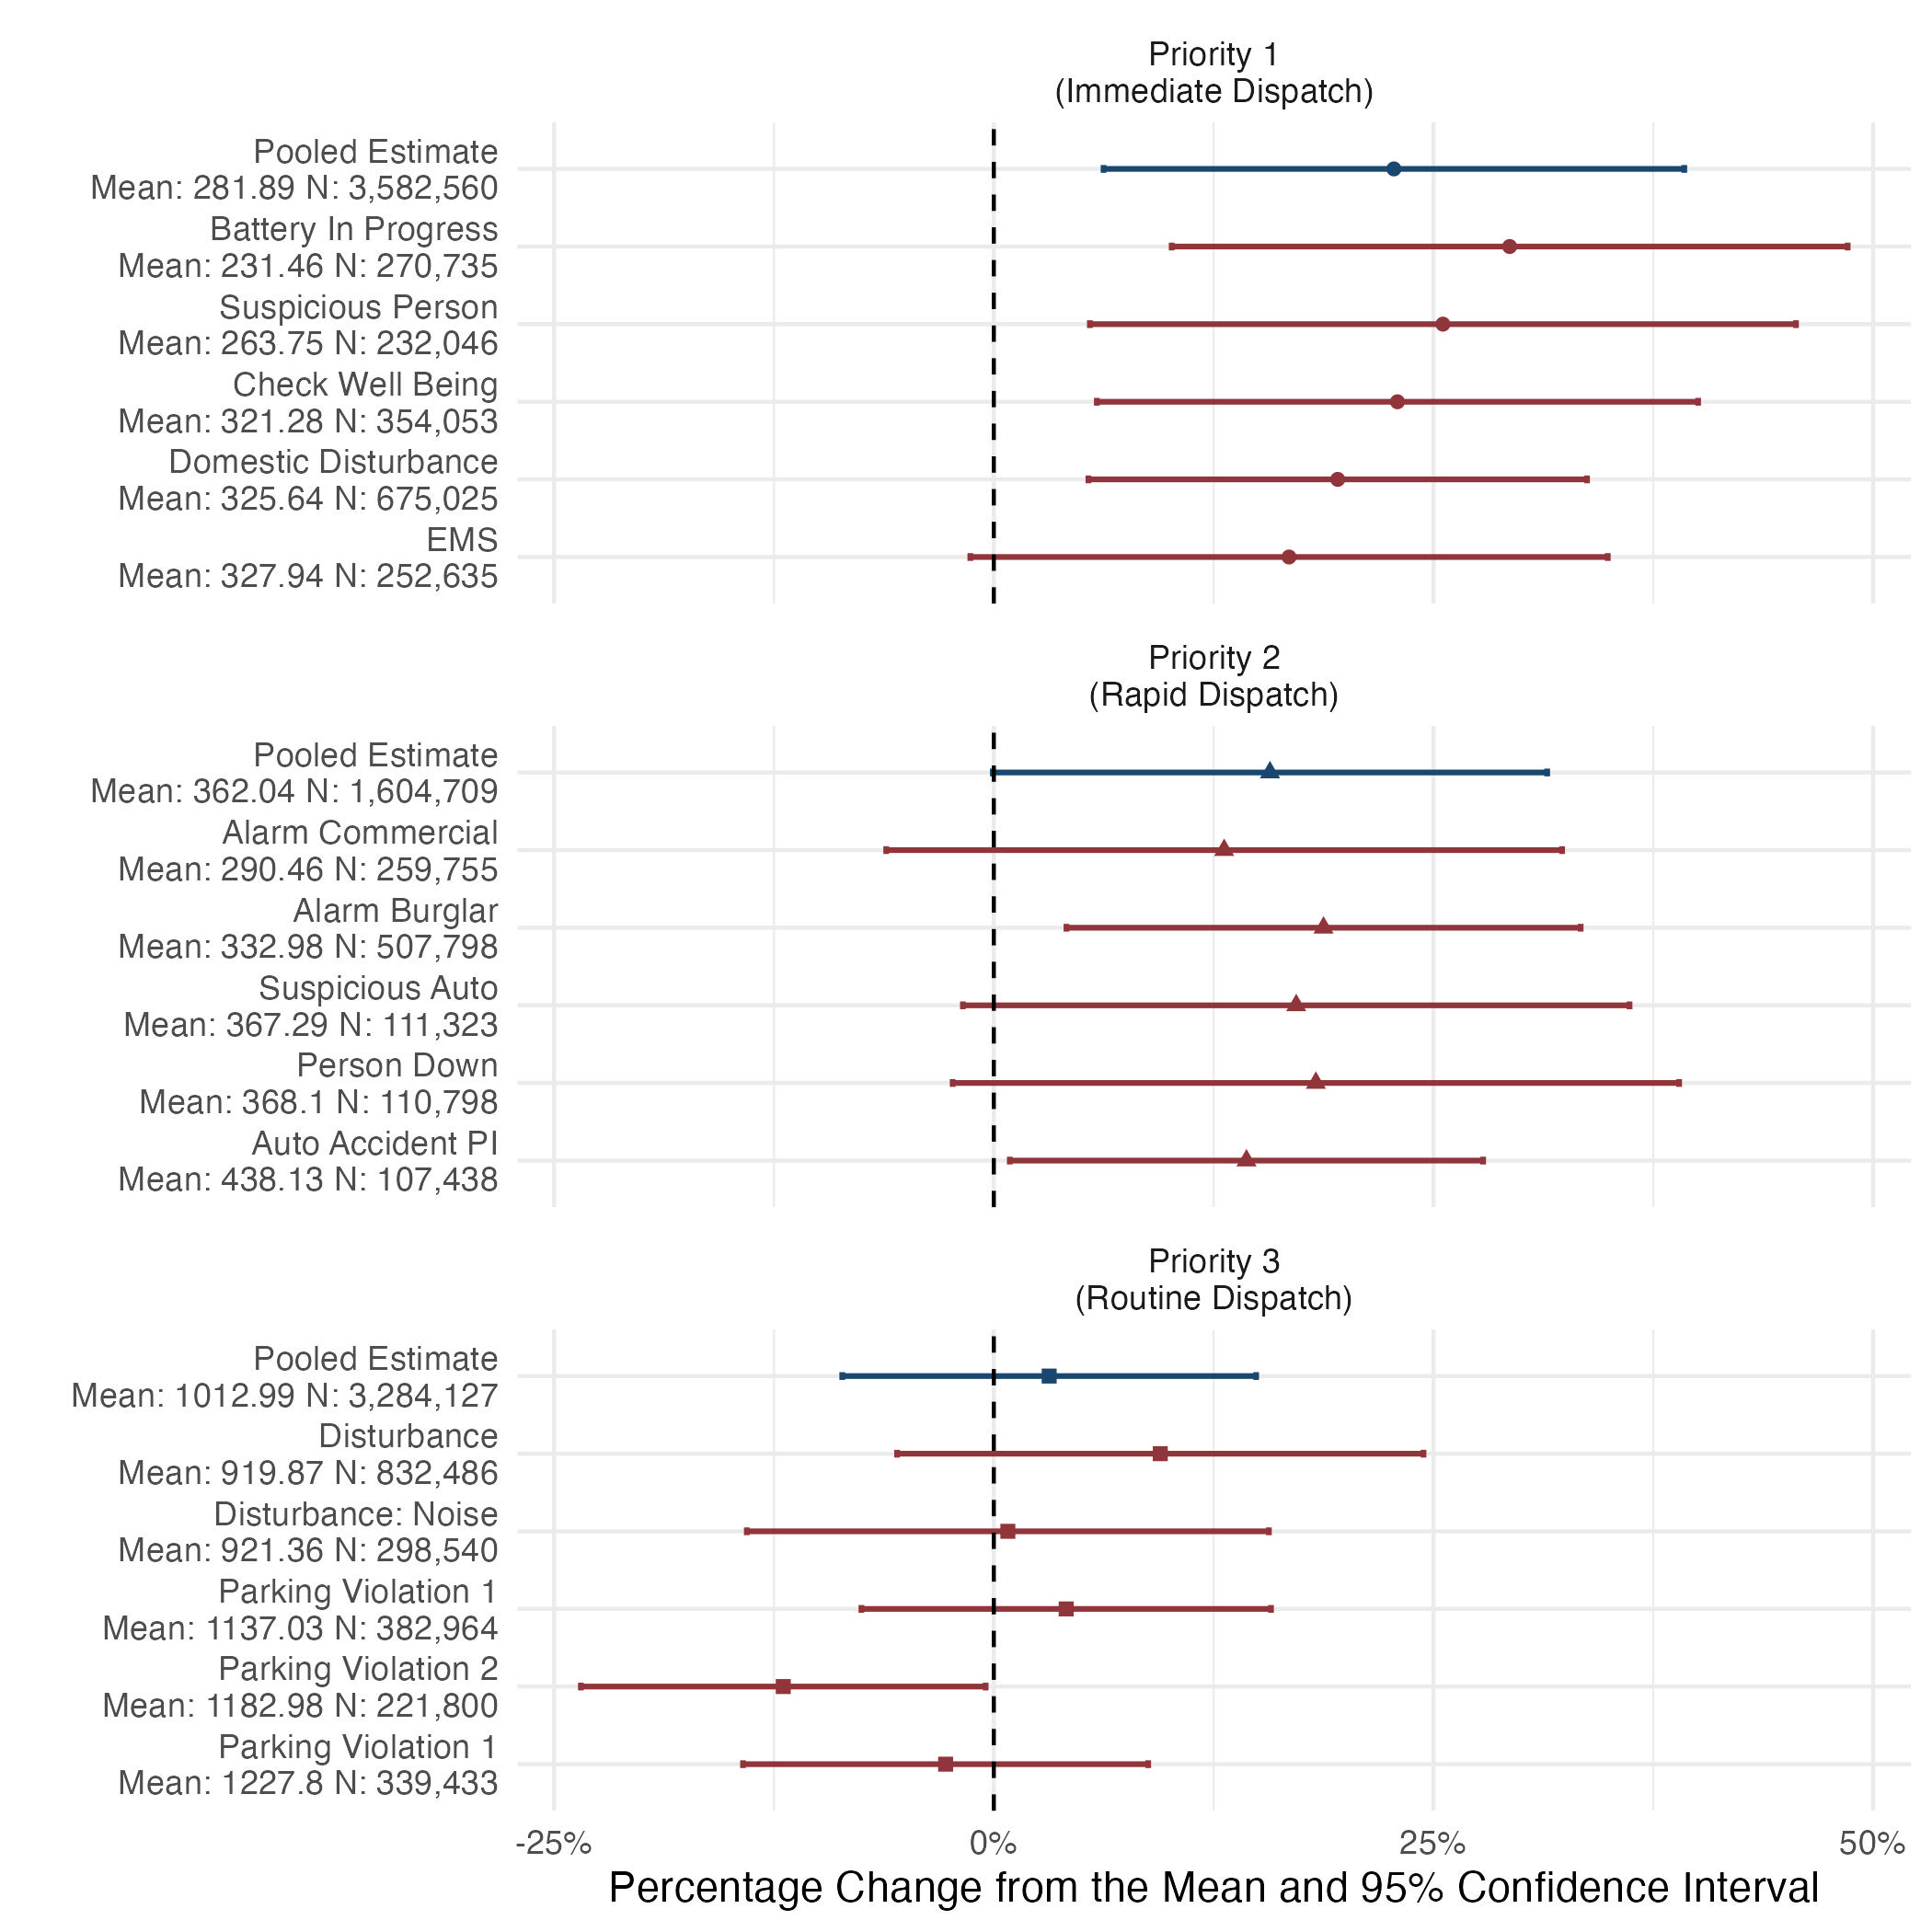 Priority 1
(Immediate Dispatch)
Pooled Estimate
Mean: 281.89 N: 3,582,560
Battery In Progress
Mean: 231.46 N: 270,735
Suspicious Person
Mean: 263.75 N: 232,046
Check Well Being
Mean: 321.28 N: 354,053
Domestic Disturbance
Mean: 325.64 N: 675,025
EMS
Mean: 327.94 N: 252,635
Priority 2
(Rapid Dispatch)
Pooled Estimate
Mean: 362.04 N: 1,604,709
Alarm Commercial
Mean: 290.46 N: 259,755
Alarm Burglar
Mean: 332.98 N: 507,798
Suspicious Auto
Mean: 367.29 N: 111,323
Person Down
Mean: 368.1 N: 110,798
Auto Accident PI
Mean: 438.13 N: 107,438
Priority 3
(Routine Dispatch)
Pooled Estimate
Mean: 1012.99 N: 3,284,127
Disturbance
Mean: 919.87 N: 832,486
Disturbance: Noise
Mean: 921.36 N: 298,540
Parking Violation 1
Mean: 1137.03 N: 382,964
Parking Violation 2
Mean: 1182.98 N: 221,800
Parking Violation 1
Mean: 1227.8 N: 339,433
-25% 0% 25% 50%
Percentage Change from the Mean and 95% Confidence Interval